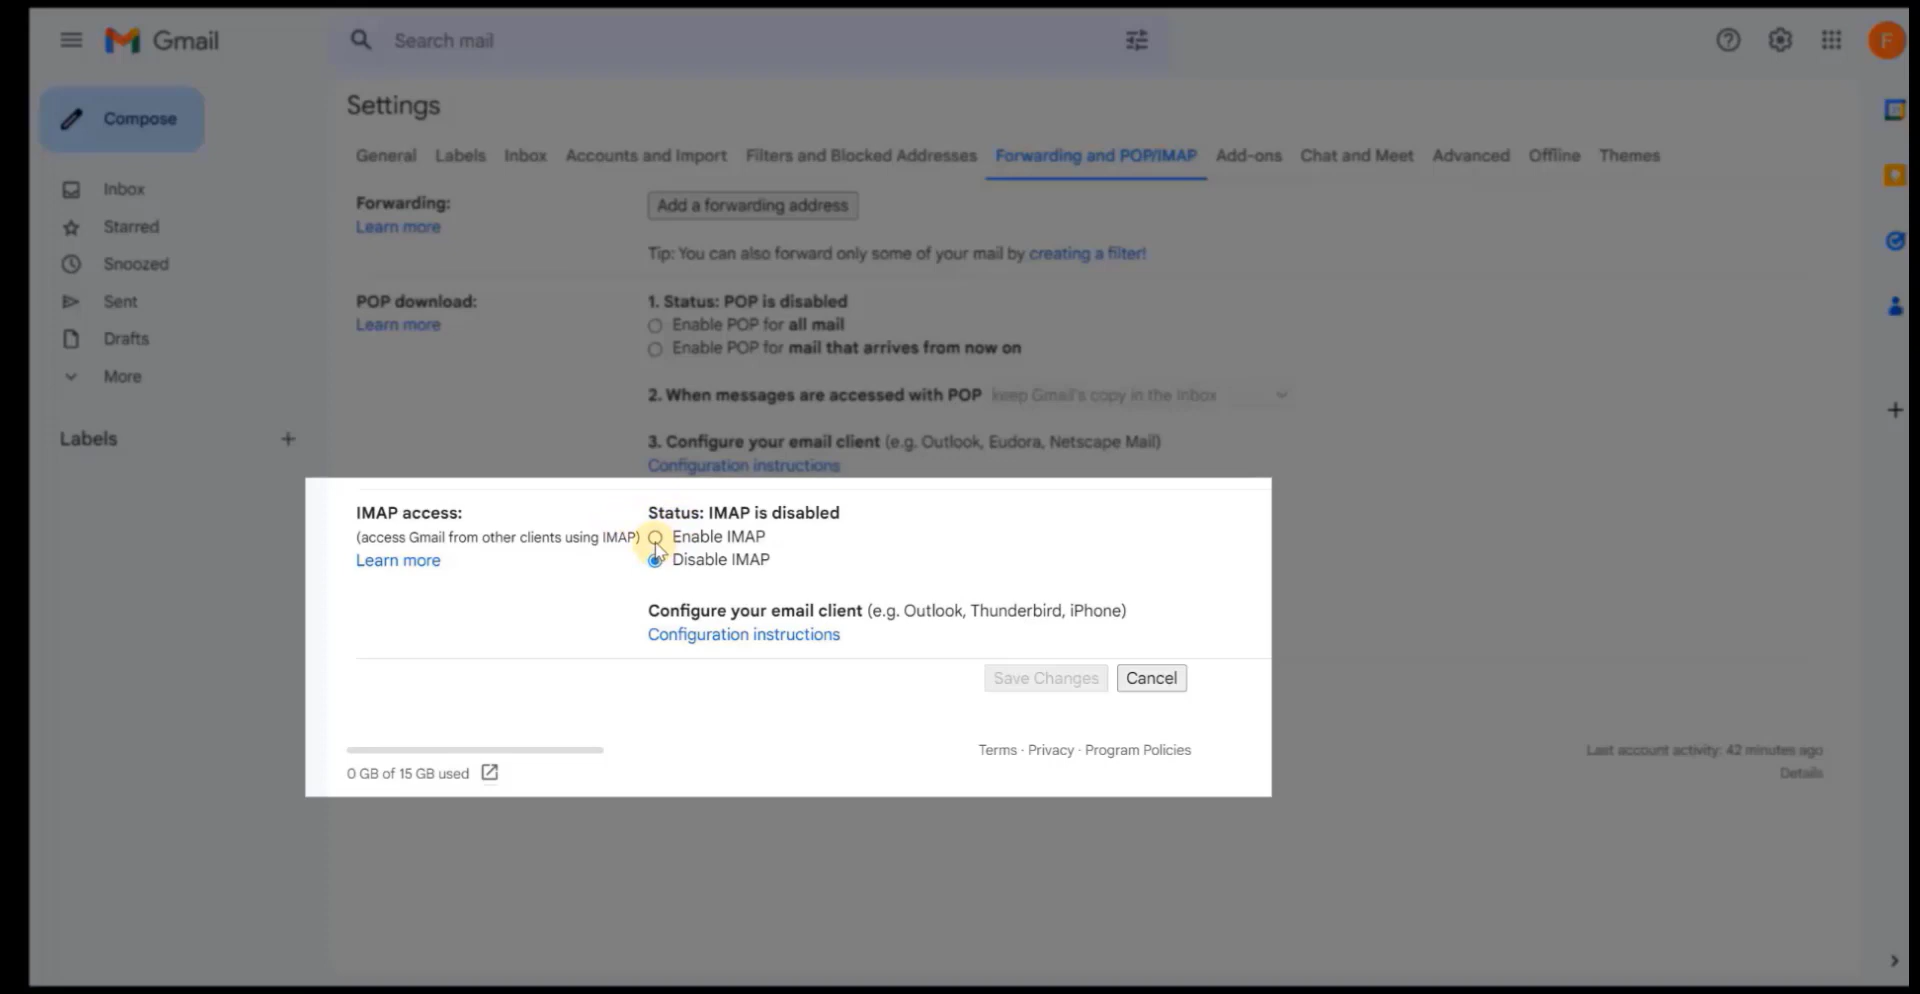 Gmail
Search mail
F
Compose
Inbox
Starred
Snoozed
Sent
Drafts
More
Labels
Settings
General Labels Inbox Accounts and Import Filters and Blocked Addresses Forwarding and POP/IMAP Add-ons Chat and Meet Advanced Offline Themes
Forwarding:
Learn more
Add a forwarding address
Tip: You can also forward only some of your mail by creating a filter!
POP download:
Learn more
1. Status: POP is disabled
Enable POP for all mail
Enable POP for mail that arrives from now on
2. When messages are accessed with POP keep Gmail's copy in the Inbox
3. Configure your email client (e.g. Outlook, Eudora, Netscape Mail)
Configuration instructions
IMAP access:
(access Gmail from other clients using IMAP)
Learn more
Status: IMAP is disabled
Enable IMAP
Disable IMAP
Configure your email client (e.g. Outlook, Thunderbird, iPhone)
Configuration instructions
Save Changes Cancel
0 GB of 15 GB used
Terms · Privacy · Program Policies
Last account activity: 42 minutes ago
Details